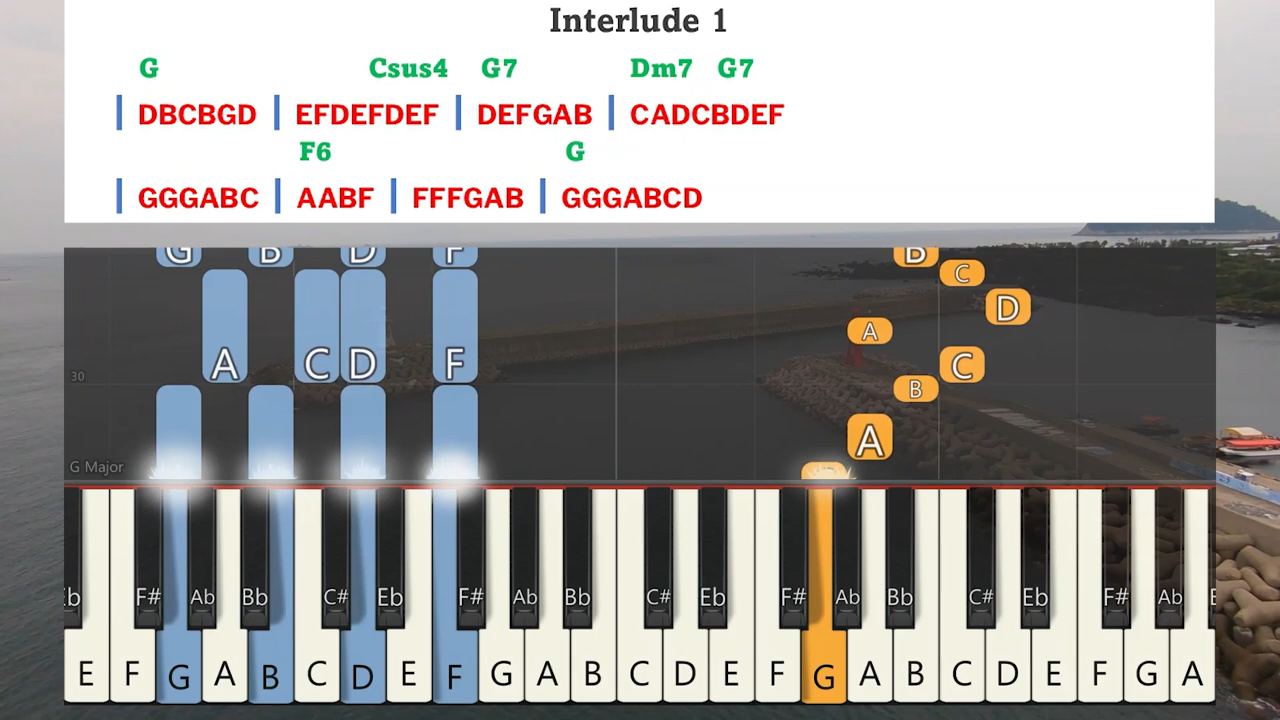 Interlude 1
G Csus4 G7 Dm7 G7
| DBCBGD | EFDEFDEF | DEFGAB | CADCBDEF
F6 G
| GGGABC | AABF | FFFGAB | GGGABCD
G B D F B
C
D
A
A C D F C
30
B
A
G Major
F# Ab Bb C# Eb F# Ab Bb C# Eb F# Ab Bb C# Eb F# Ab
E F G A B C D E F G A B C D E F G A B C D E F G A